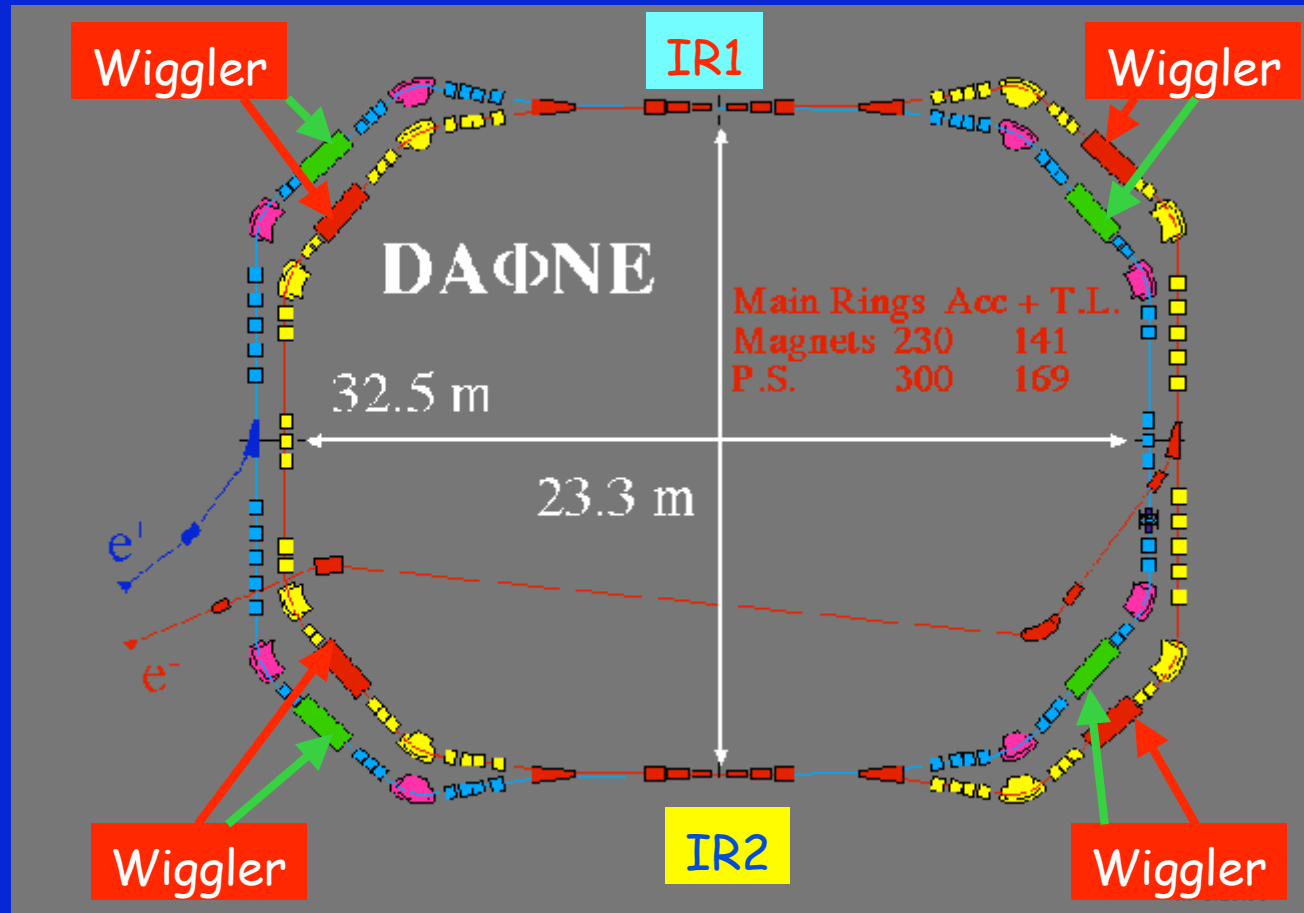 IR1
Wiggler
Wiggler
DAΦNE
Main Rings Acc + T.L.
Magnets 230 141
P.S. 300 169
32.5 m
23.3 m
e⁺
e⁻
Wiggler
IR2
Wiggler